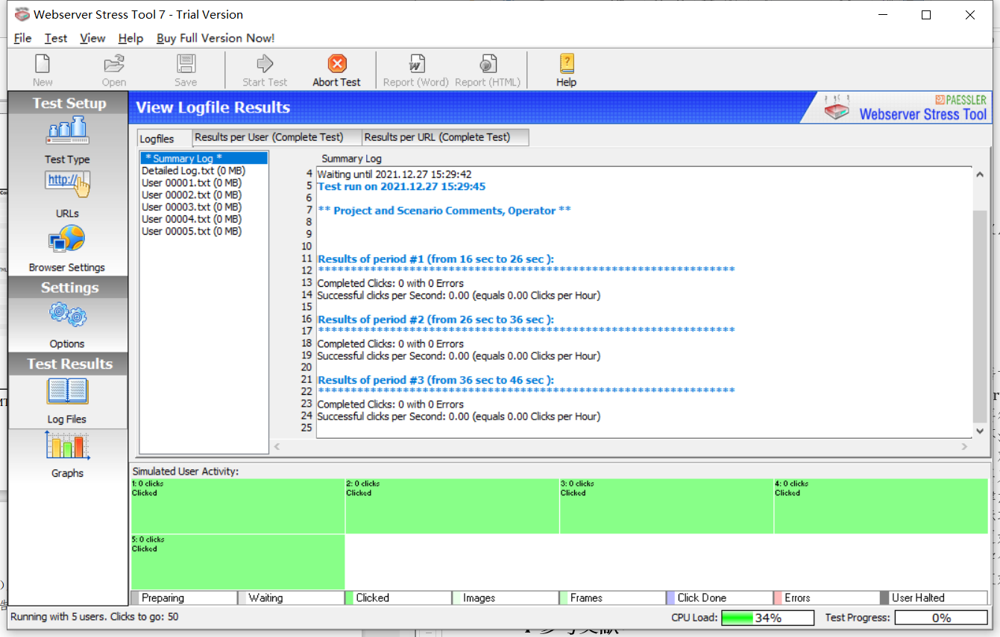 Webserver Stress Tool 7 - Trial Version
File Test View Help Buy Full Version Now!
New Open Save Start Test Abort Test Report (Word) Report (HTML) Help
Test Setup
Test Type
http://
URLs
Browser Settings
Settings
Options
Test Results
Log Files
Graphs
View Logfile Results
PAESSLER
Webserver Stress Tool
Logfiles Results per User (Complete Test) Results per URL (Complete Test)
* Summary Log *
Detailed Log.txt (0 MB)
User 00001.txt (0 MB)
User 00002.txt (0 MB)
User 00003.txt (0 MB)
User 00004.txt (0 MB)
User 00005.txt (0 MB)
Summary Log
4 Waiting until 2021.12.27 15:29:42
5 Test run on 2021.12.27 15:29:45
6
7 ** Project and Scenario Comments, Operator **
8
9
10
11 Results of period #1 (from 16 sec to 26 sec ):
12 *****************************************************************
13 Completed Clicks: 0 with 0 Errors
14 Successful clicks per Second: 0.00 (equals 0.00 Clicks per Hour)
15
16 Results of period #2 (from 26 sec to 36 sec ):
17 *****************************************************************
18 Completed Clicks: 0 with 0 Errors
19 Successful clicks per Second: 0.00 (equals 0.00 Clicks per Hour)
20
21 Results of period #3 (from 36 sec to 46 sec ):
22 *****************************************************************
23 Completed Clicks: 0 with 0 Errors
24 Successful clicks per Second: 0.00 (equals 0.00 Clicks per Hour)
25
Simulated User Activity:
1: 0 clicks
Clicked
2: 0 clicks
Clicked
3: 0 clicks
Clicked
4: 0 clicks
Clicked
5: 0 clicks
Clicked
Preparing Waiting Clicked Images Frames Click Done Errors User Halted
Running with 5 users. Clicks to go: 50
CPU Load: 34% Test Progress: 0%